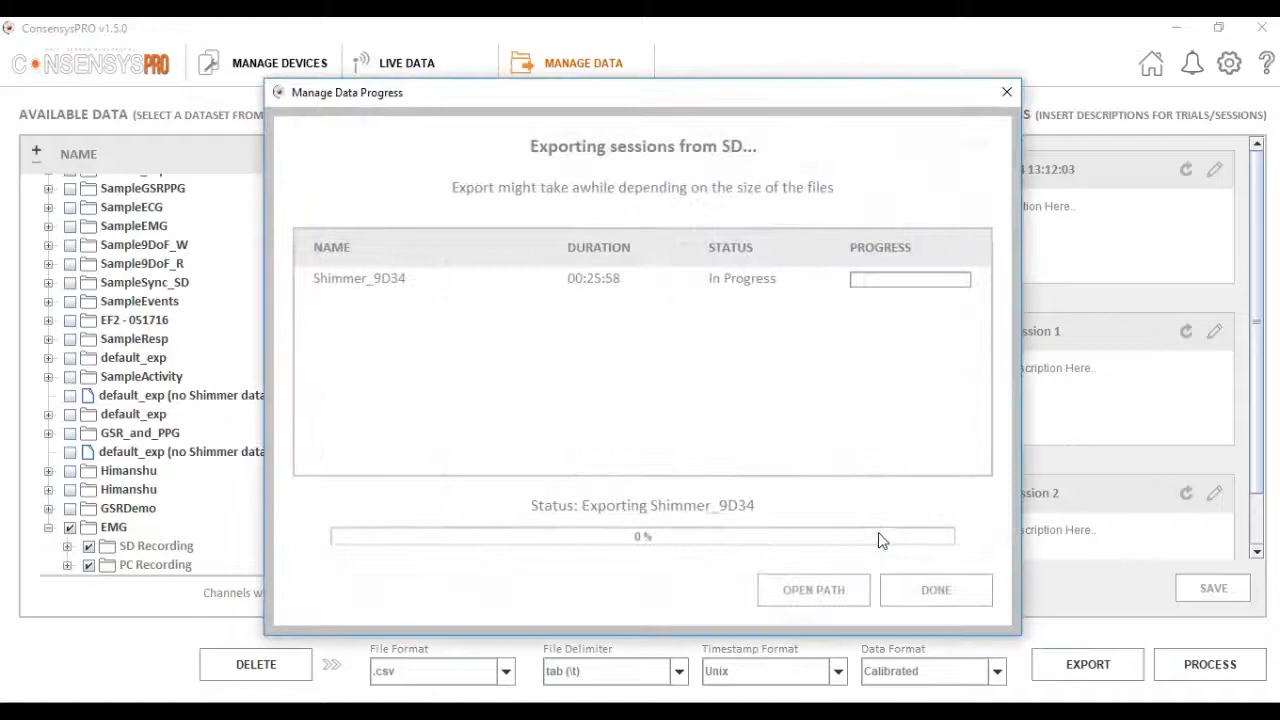 ConsensysPRO v1.5.0
CONSENSYSPRO
MANAGE DEVICES
LIVE DATA
MANAGE DATA
Manage Data Progress
AVAILABLE DATA (SELECT A DATASET FROM
S (INSERT DESCRIPTIONS FOR TRIALS/SESSIONS)
NAME
SampleGSRPPG
SampleECG
SampleEMG
Sample9DoF_W
Sample9DoF_R
SampleSync_SD
SampleEvents
EF2 - 051716
SampleResp
default_exp
SampleActivity
default_exp (no Shimmer data
default_exp
GSR_and_PPG
default_exp (no Shimmer data
Himanshu
Himanshu
GSRDemo
EMG
SD Recording
PC Recording
Channels w
Exporting sessions from SD...
Export might take awhile depending on the size of the files
NAME DURATION STATUS PROGRESS
Shimmer_9D34 00:25:58 In Progress
Status: Exporting Shimmer_9D34
0 %
OPEN PATH
DONE
4 13:12:03
ion Here..
ssion 1
cription Here..
ssion 2
cription Here..
SAVE
DELETE
File Format
.csv
File Delimiter
tab (\t)
Timestamp Format
Unix
Data Format
Calibrated
EXPORT
PROCESS